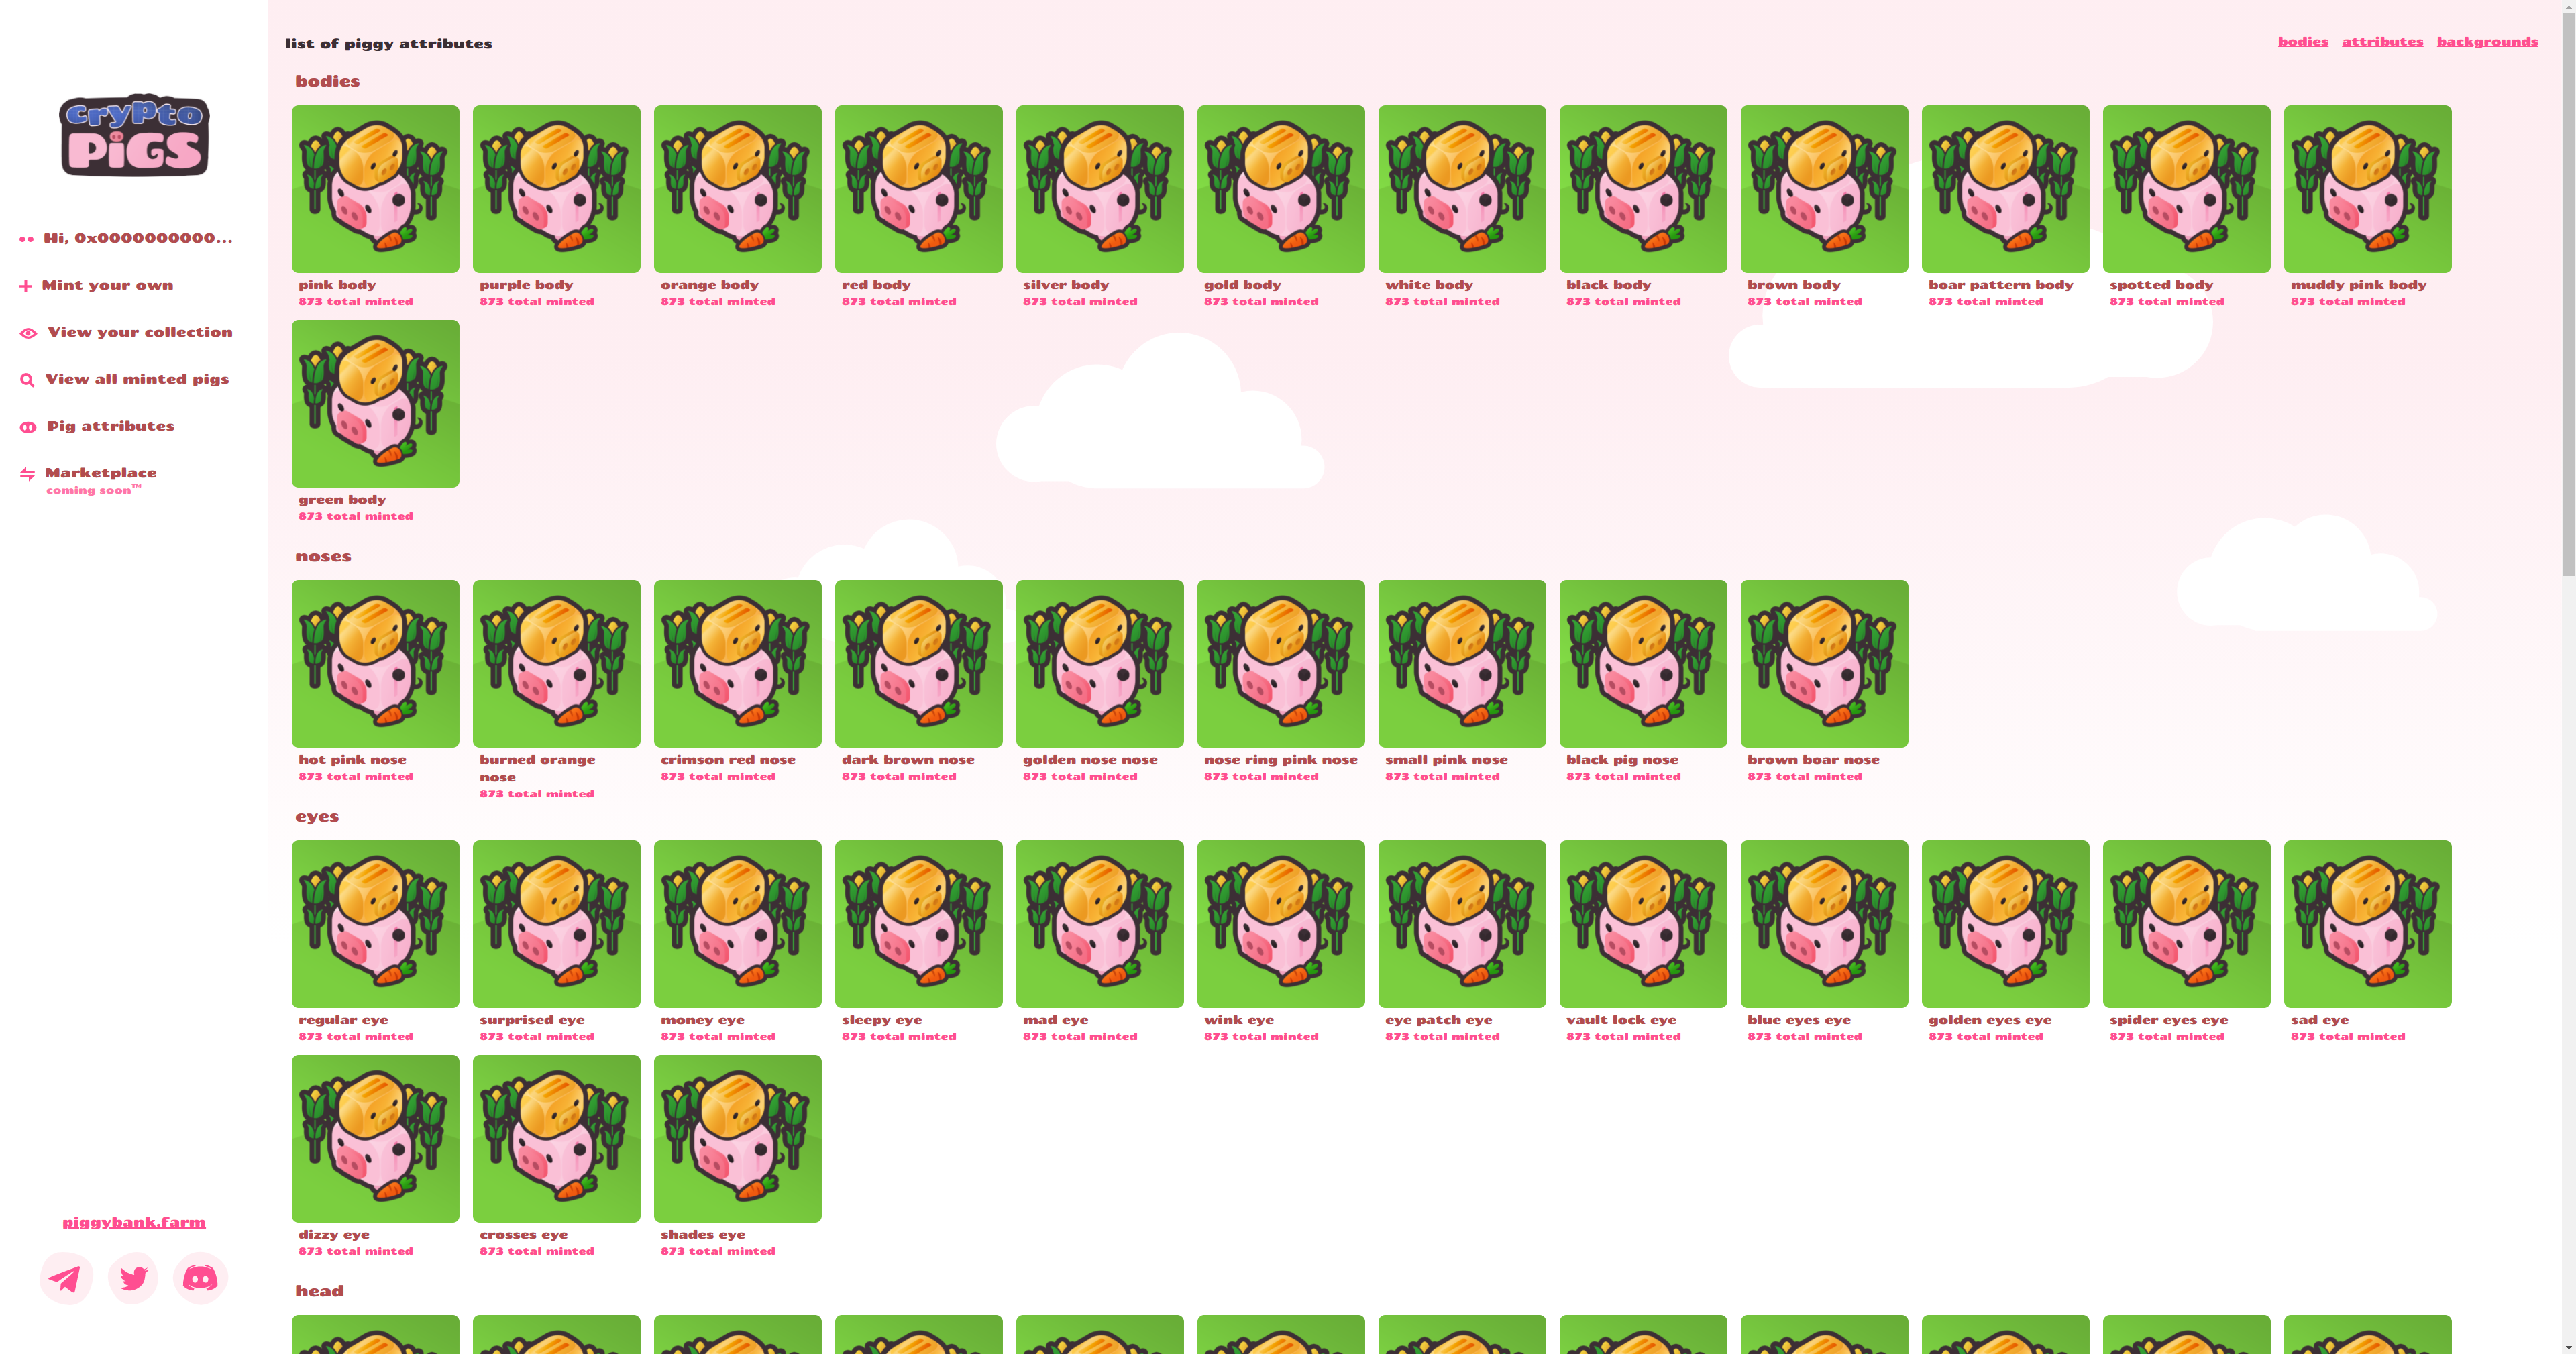 crypto
PiGS
Hi, 0x0000000000...
Mint your own
View your collection
View all minted pigs
Pig attributes
Marketplace
coming soon™
piggybank.farm
list of piggy attributes
bodies attributes backgrounds
bodies
pink body
873 total minted
purple body
873 total minted
orange body
873 total minted
red body
873 total minted
silver body
873 total minted
gold body
873 total minted
white body
873 total minted
black body
873 total minted
brown body
873 total minted
boar pattern body
873 total minted
spotted body
873 total minted
muddy pink body
873 total minted
green body
873 total minted
noses
hot pink nose
873 total minted
burned orange
nose
873 total minted
crimson red nose
873 total minted
dark brown nose
873 total minted
golden nose nose
873 total minted
nose ring pink nose
873 total minted
small pink nose
873 total minted
black pig nose
873 total minted
brown boar nose
873 total minted
eyes
regular eye
873 total minted
surprised eye
873 total minted
money eye
873 total minted
sleepy eye
873 total minted
mad eye
873 total minted
wink eye
873 total minted
eye patch eye
873 total minted
vault lock eye
873 total minted
blue eyes eye
873 total minted
golden eyes eye
873 total minted
spider eyes eye
873 total minted
sad eye
873 total minted
dizzy eye
873 total minted
crosses eye
873 total minted
shades eye
873 total minted
head